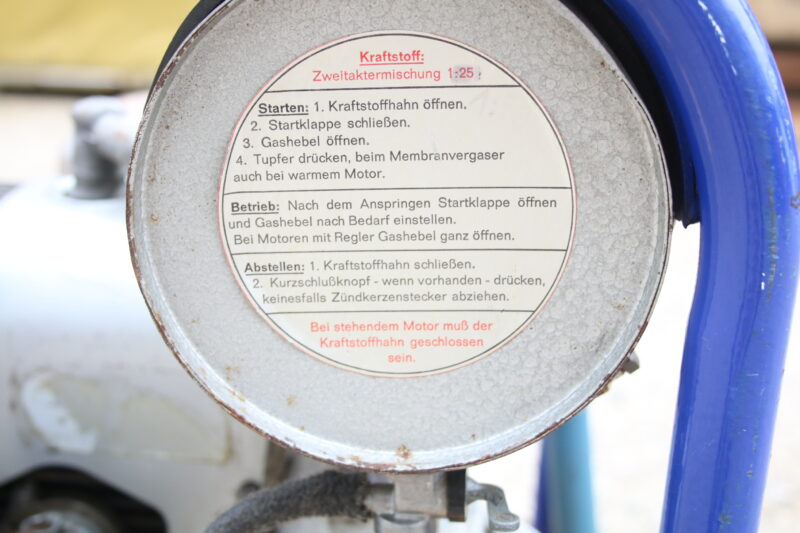 Kraftstoff:
Zweitaktermischung 1:25
Starten: 1. Kraftstoffhahn öffnen.
2. Startklappe schließen.
3. Gashebel öffnen.
4. Tupfer drücken, beim Membranvergaser
auch bei warmem Motor.
Betrieb: Nach dem Anspringen Startklappe öffnen
und Gashebel nach Bedarf einstellen.
Bei Motoren mit Regler Gashebel ganz öffnen.
Abstellen: 1. Kraftstoffhahn schließen.
2. Kurzschlußknopf - wenn vorhanden - drücken,
keinesfalls Zündkerzenstecker abziehen.
Bei stehendem Motor muß der
Kraftstoffhahn geschlossen
sein.